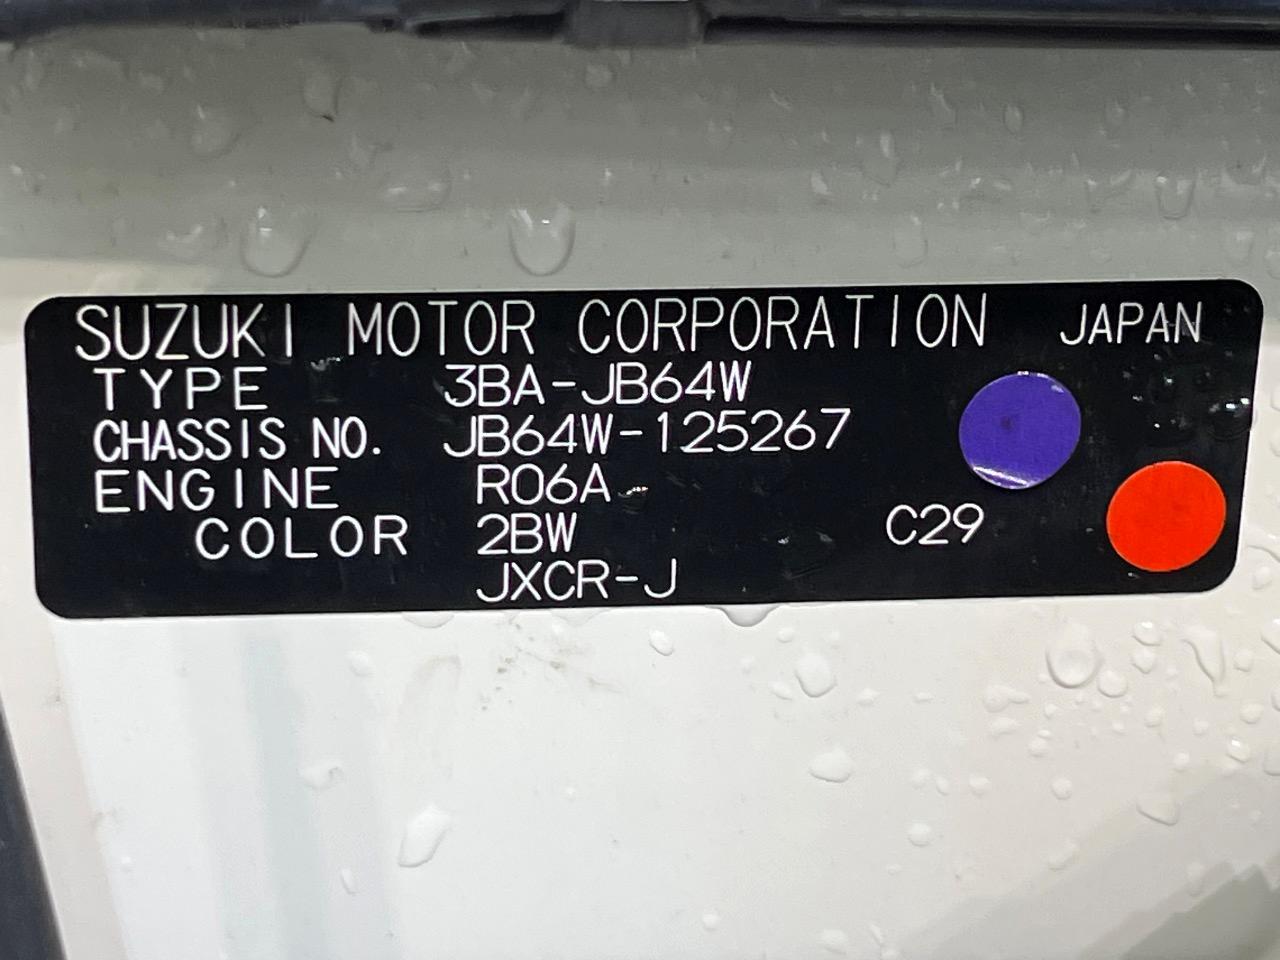 SUZUKI MOTOR CORPORATION JAPAN
TYPE 3BA-JB64W
CHASSIS NO. JB64W-125267
ENGINE R06A
COLOR 2BW C29
JXCR-J